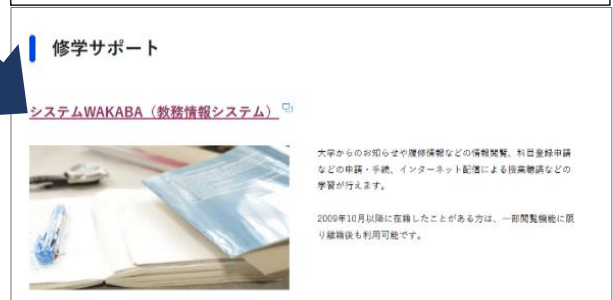 修学サポート
システムWAKABA（教務情報システム）
大学からのお知らせや履修情報などの情報閲覧、科目登録申請
などの申請・手続、インターネット配信による授業聴講などの
学習が行えます。
2009年10月以降に在籍したことがある方は、一部閲覧機能に限
り離籍後も利用可能です。